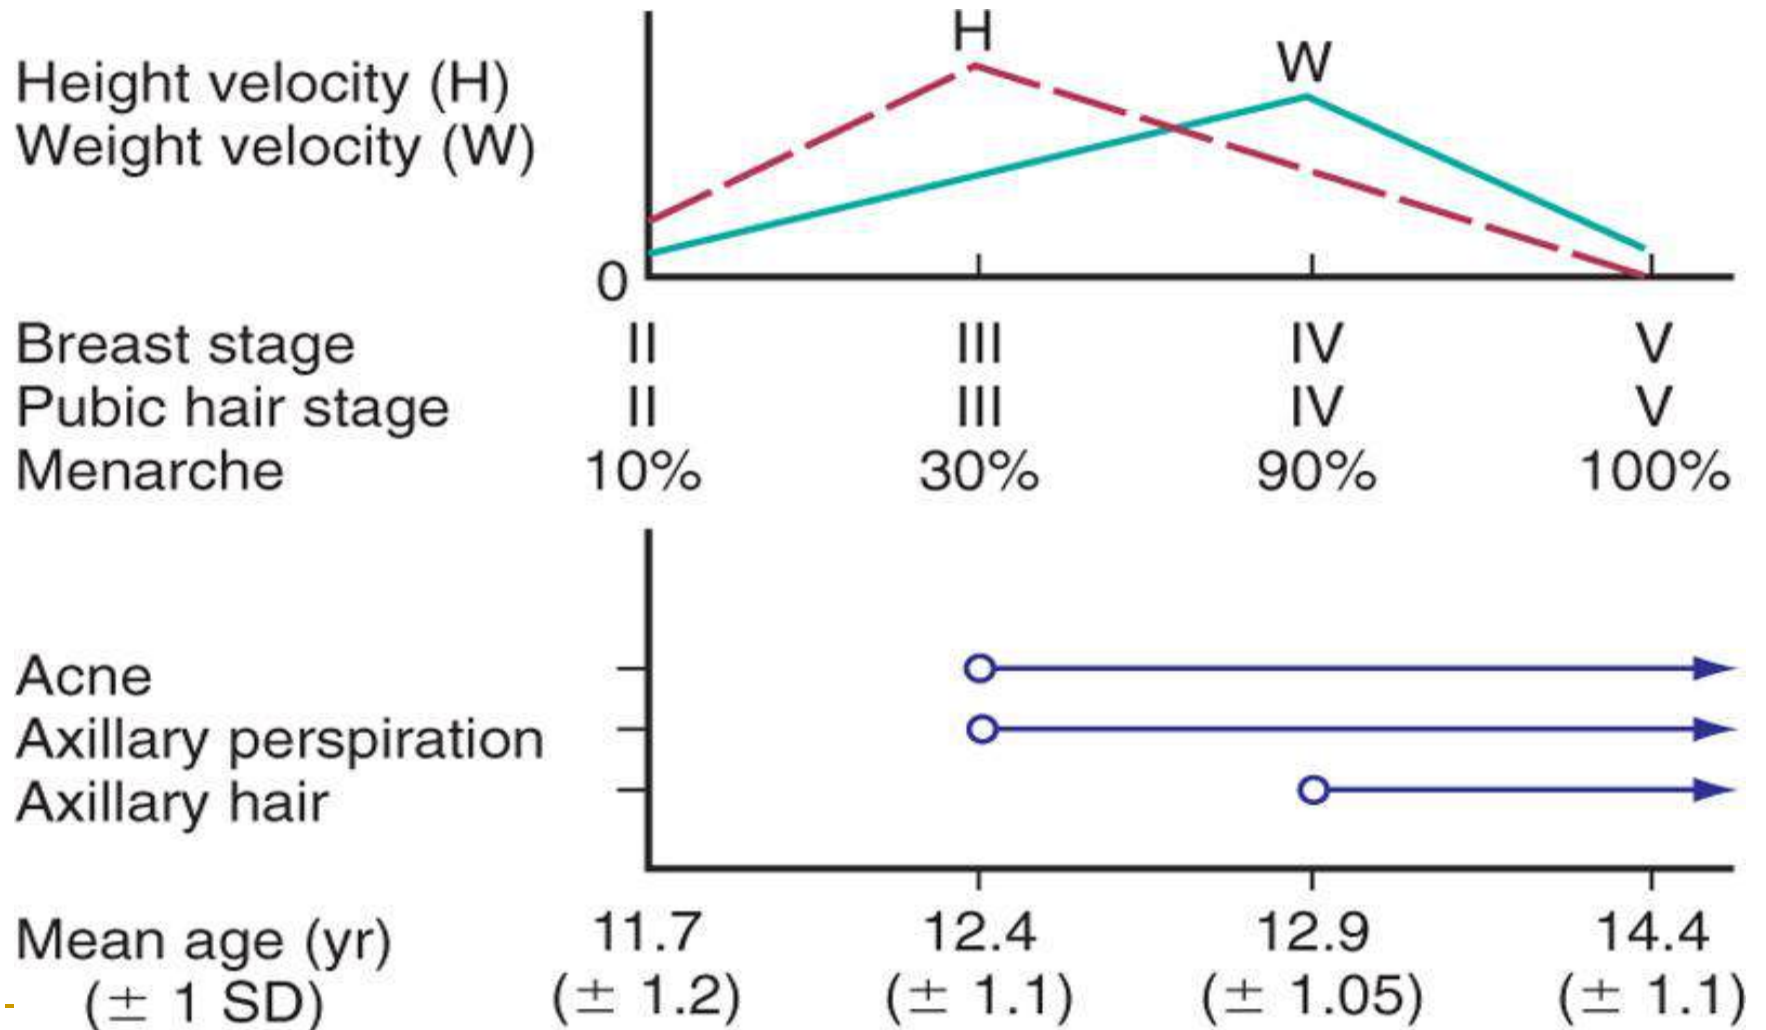 H
W
Height velocity (H)
Weight velocity (W)
0
Breast stage II III IV V
Pubic hair stage II III IV V
Menarche 10% 30% 90% 100%
Acne
Axillary perspiration
Axillary hair
Mean age (yr) 11.7 12.4 12.9 14.4
(± 1 SD) (± 1.2) (± 1.1) (± 1.05) (± 1.1)